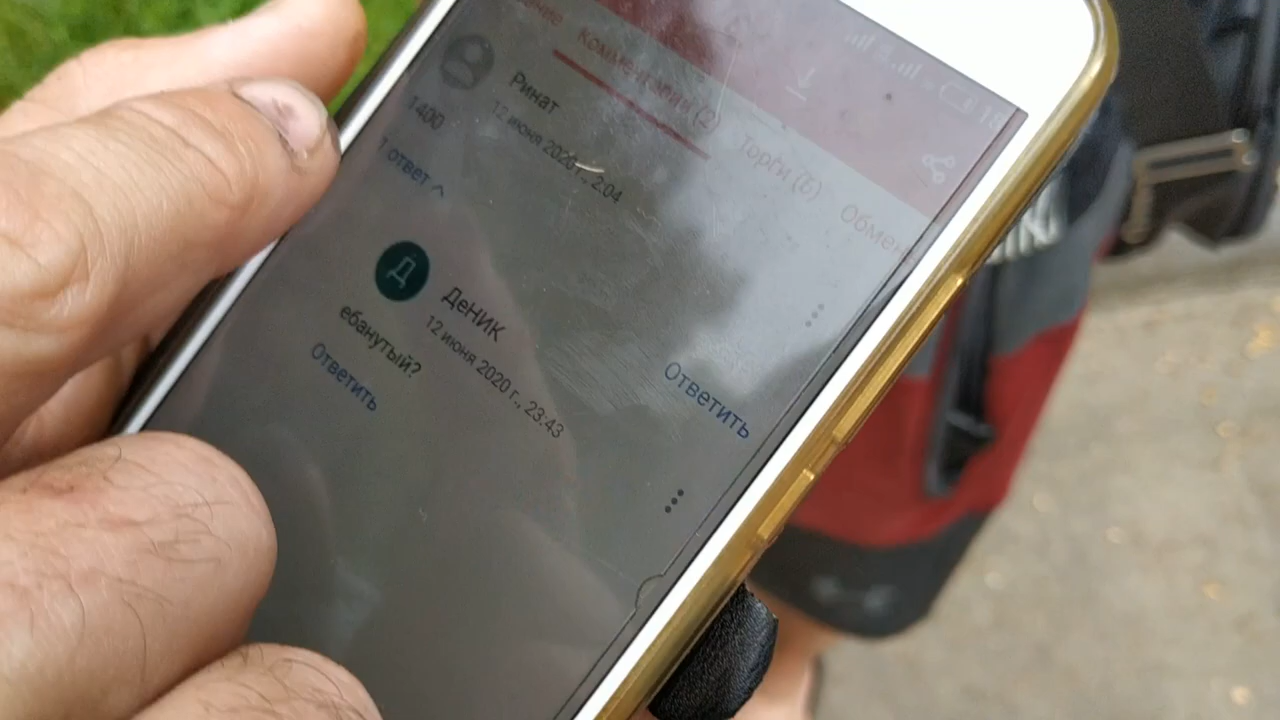 Комментарии (2)
Торги (6)
Обмен
Ринат
12 июня 2020 г., 2:04
1400
1 ответ
Ответить
Д
ДеНИК
12 июня 2020 г., 23:43
ебанутый?
Ответить